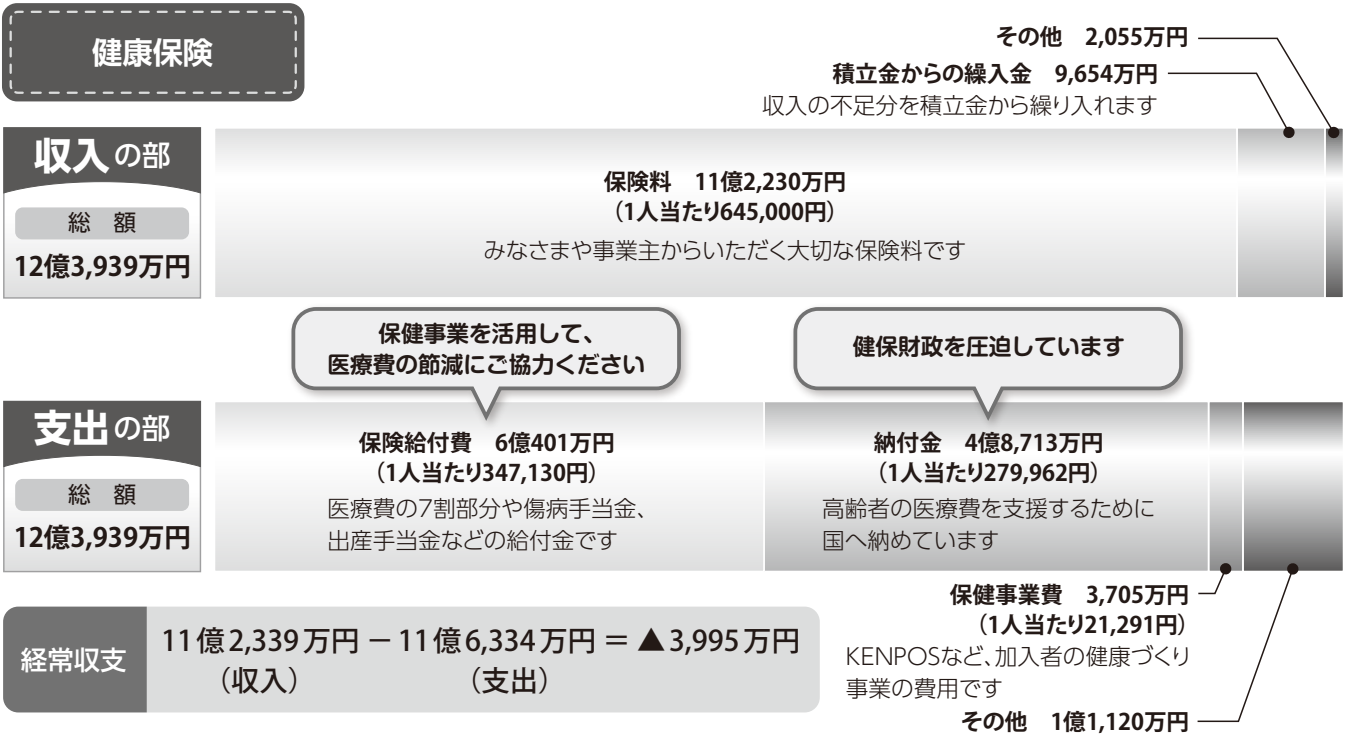 健康保険
その他　2,055万円
積立金からの繰入金　9,654万円
収入の不足分を積立金から繰り入れます
収入の部
総　額
12億3,939万円
保険料　11億2,230万円
（1人当たり645,000円）
みなさまや事業主からいただく大切な保険料です
保健事業を活用して、
医療費の節減にご協力ください
健保財政を圧迫しています
支出の部
総　額
12億3,939万円
保険給付費　6億401万円
（1人当たり347,130円）
医療費の7割部分や傷病手当金、
出産手当金などの給付金です
納付金　4億8,713万円
（1人当たり279,962円）
高齢者の医療費を支援するために
国へ納めています
保健事業費　3,705万円
（1人当たり21,291円）
KENPOSなど、加入者の健康づくり
事業の費用です
その他　1億1,120万円
経常収支
11億2,339万円 － 11億6,334万円 ＝ ▲3,995万円
（収入）　（支出）